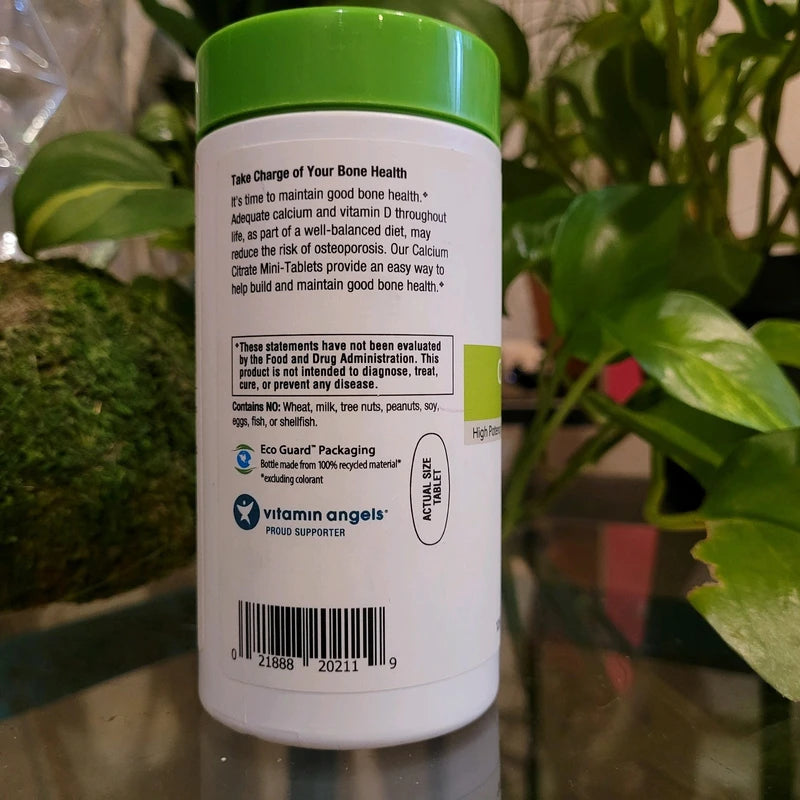 Take Charge of Your Bone Health
It's time to maintain good bone health.❖
Adequate calcium and vitamin D throughout
life, as part of a well-balanced diet, may
reduce the risk of osteoporosis. Our Calcium
Citrate Mini-Tablets provide an easy way to
help build and maintain good bone health.❖
❖These statements have not been evaluated
by the Food and Drug Administration. This
product is not intended to diagnose, treat,
cure, or prevent any disease.
Contains NO: Wheat, milk, tree nuts, peanuts, soy,
eggs, fish, or shellfish.
Eco Guard™ Packaging
Bottle made from 100% recycled material*
*excluding colorant
vitamin angels®
PROUD SUPPORTER
ACTUAL SIZE
TABLET
High
0 21888 20211 9